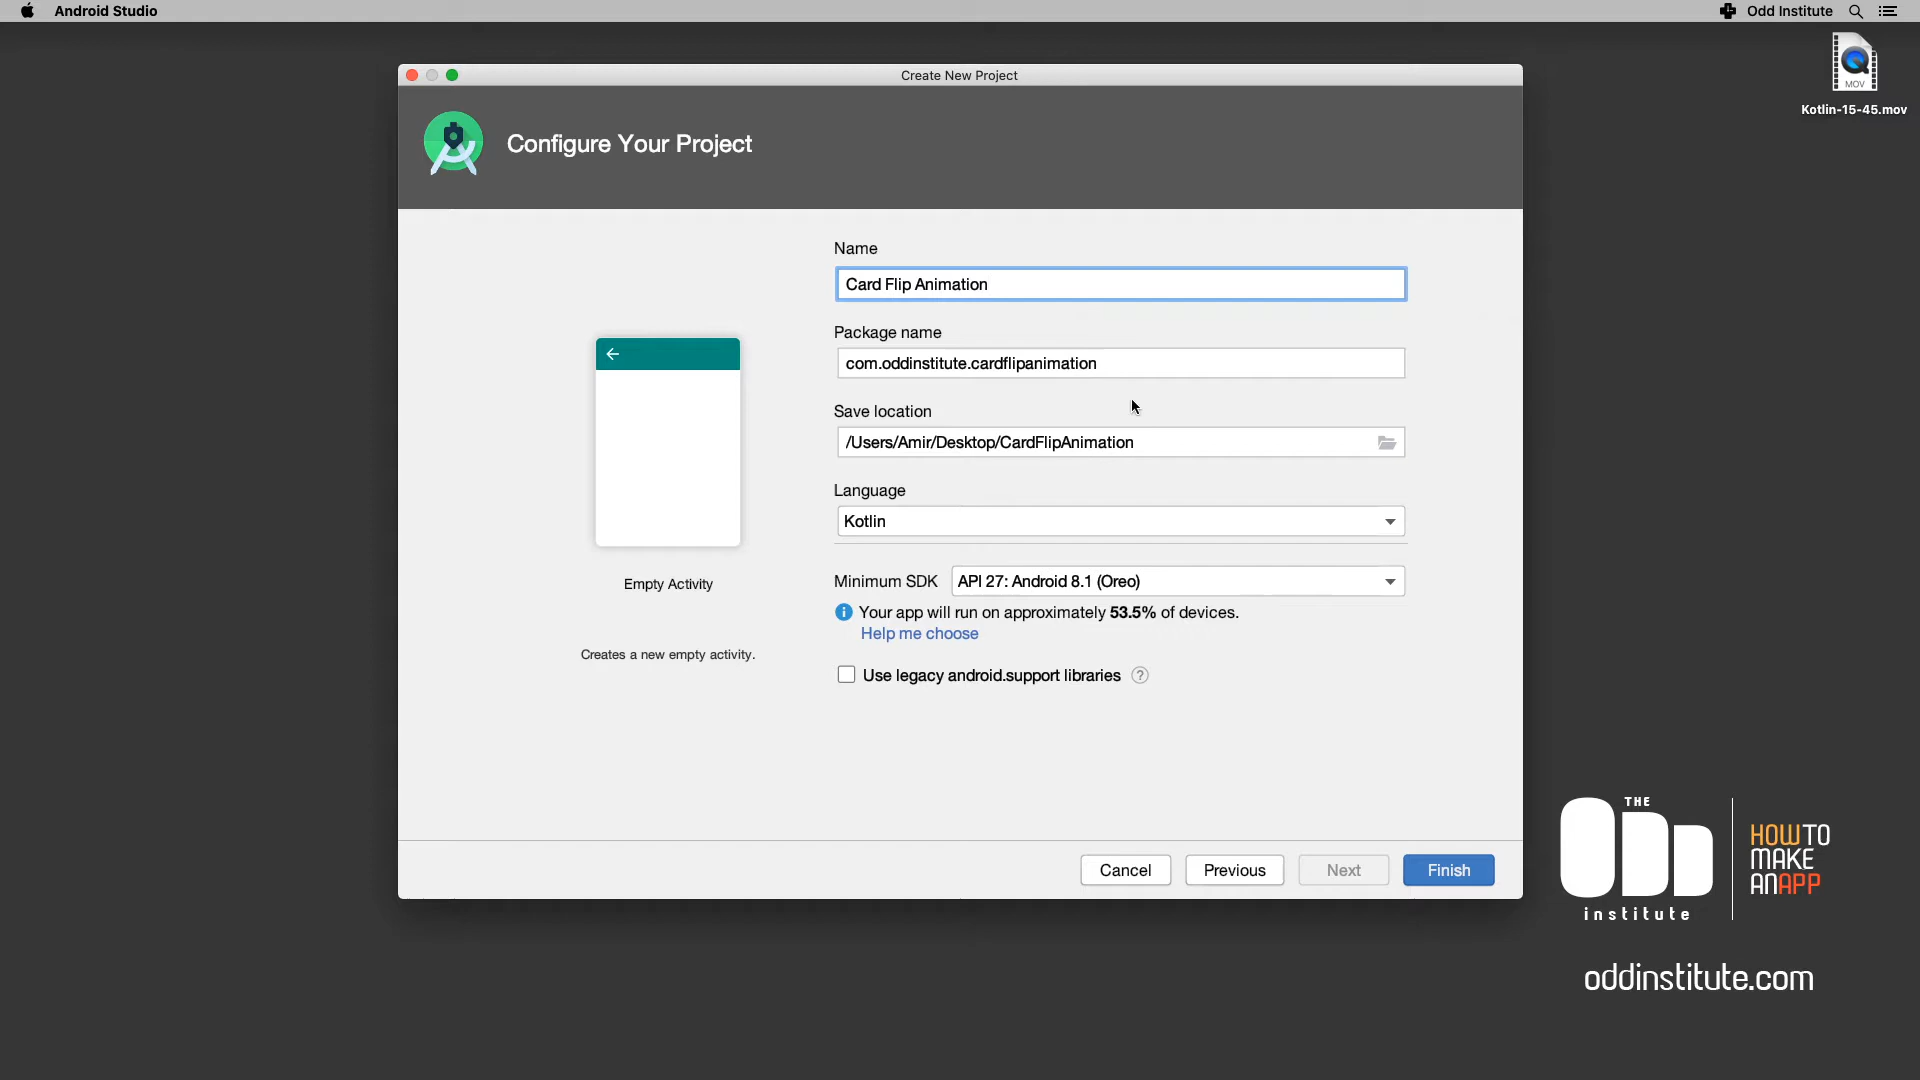 Android Studio
Odd Institute
MOV
Kotlin-15-45.mov
Create New Project
Configure Your Project
Name
Card Flip Animation
Package name
com.oddinstitute.cardflipanimation
Save location
/Users/Amir/Desktop/CardFlipAnimation
Language
Kotlin
Empty Activity
Minimum SDK API 27: Android 8.1 (Oreo)
Your app will run on approximately 53.5% of devices.
Help me choose
Creates a new empty activity.
Use legacy android.support libraries ?
Cancel Previous Next Finish
THE
ODD
institute
HOWTO
MAKE
ANAPP
oddinstitute.com